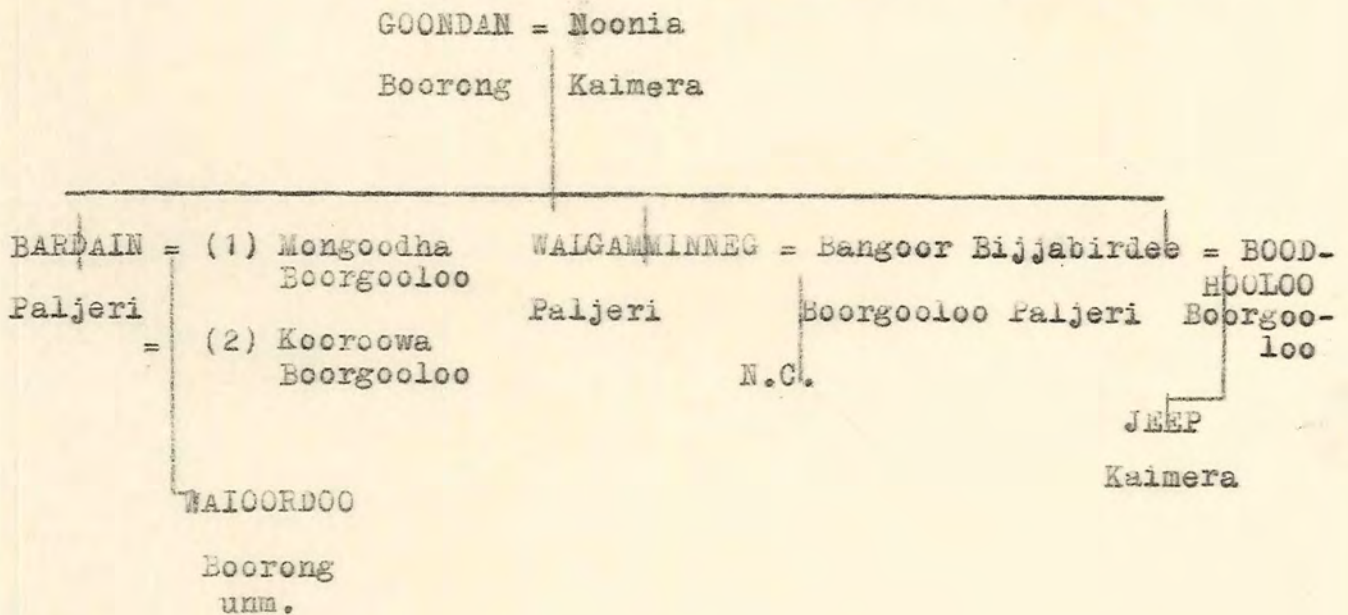 GOONDAN = Noonia
Boorong Kaimera
BARDAIN = (1) Mongoodha WALGAMMINNEG = Bangoor Bijjabirdee = BOOD-
Boorgooloo HOOLOO
Paljeri Paljeri Boorgooloo Paljeri Boorgoo-
= (2) Kooroowa loo
Boorgooloo N.C.
JEEP
Kaimera
WAIOORDOO
Boorong
unm.